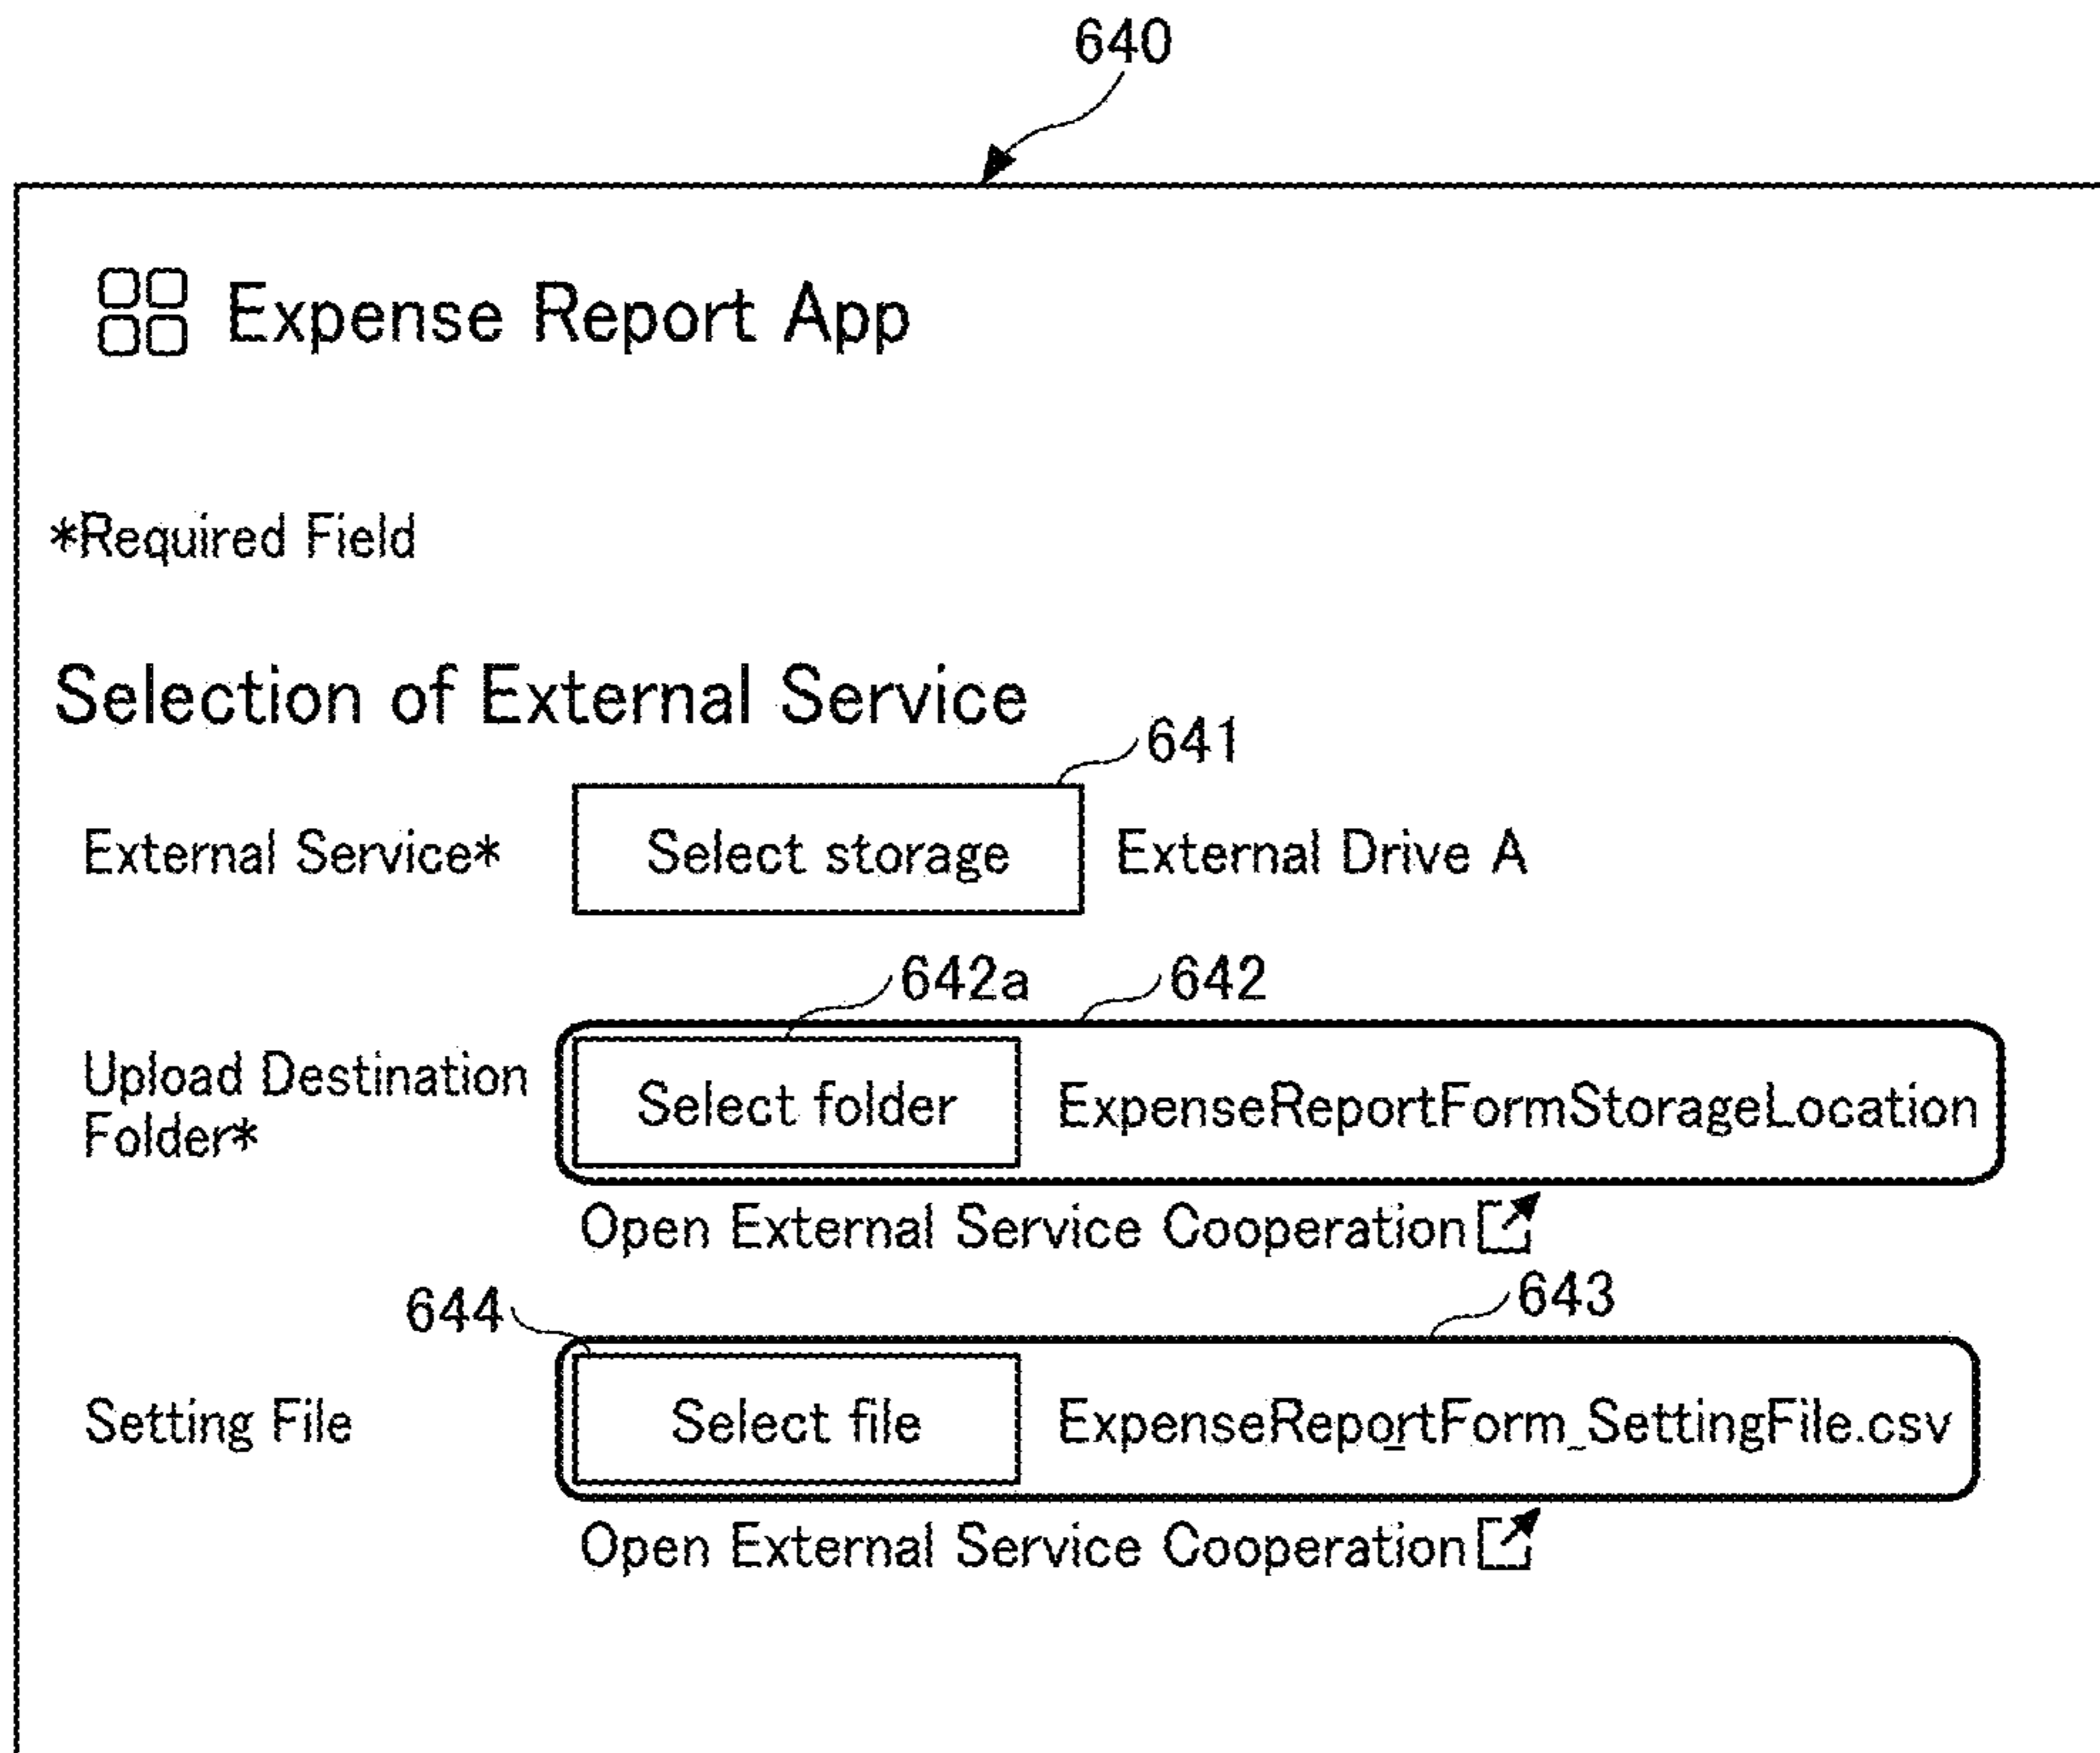 640
Expense Report App
*Required Field
Selection of External Service
641
External Service* Select storage External Drive A
642a 642
Upload Destination
Folder* Select folder ExpenseReportFormStorageLocation
Open External Service Cooperation
644 643
Setting File Select file ExpenseReportForm_SettingFile.csv
Open External Service Cooperation